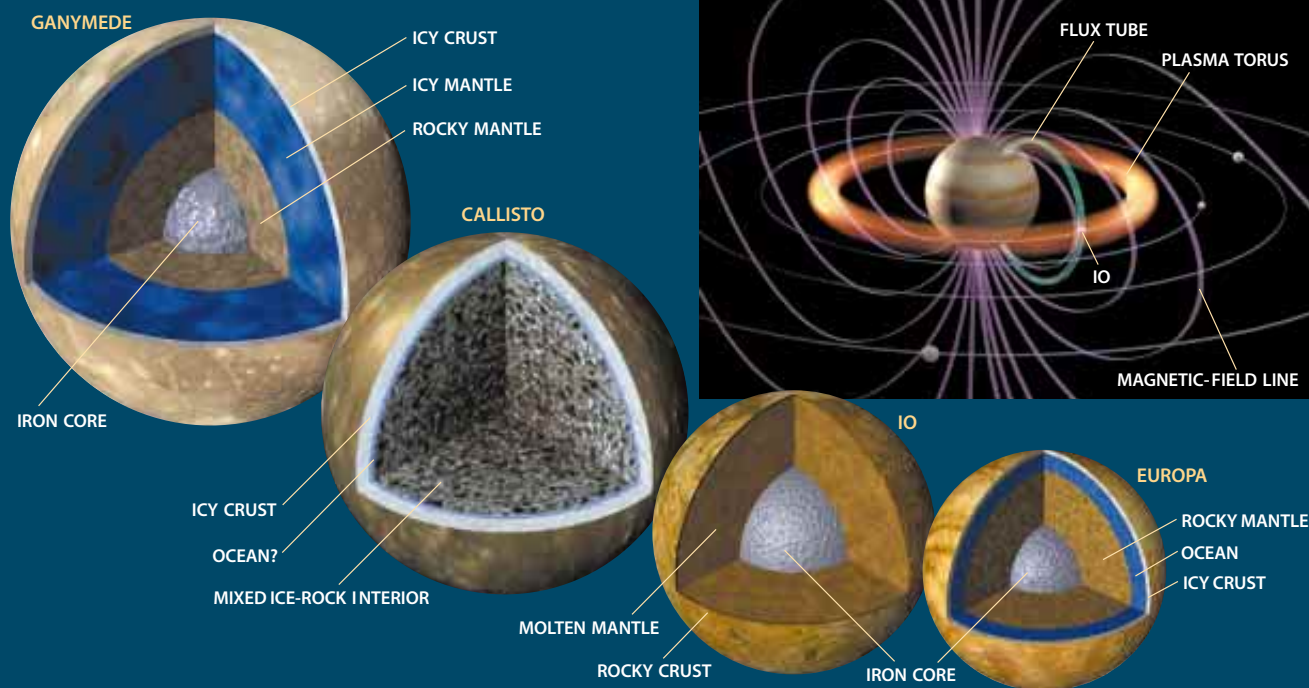 GANYMEDE
ICY CRUST
ICY MANTLE
ROCKY MANTLE
IRON CORE
CALLISTO
ICY CRUST
OCEAN?
MIXED ICE-ROCK INTERIOR
FLUX TUBE
PLASMA TORUS
IO
MAGNETIC-FIELD LINE
IO
MOLTEN MANTLE
ROCKY CRUST
IRON CORE
EUROPA
ROCKY MANTLE
OCEAN
ICY CRUST